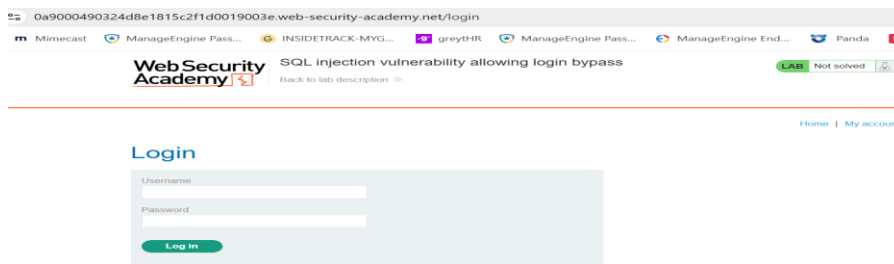 0a9000490324d8e1815c2f1d0019003e.web-security-academy.net/login
m Mimecast ManageEngine Pass... G INSIDETRACK-MYG... "g" greytHR ManageEngine Pass... ManageEngine End... Panda
Web Security Academy
SQL injection vulnerability allowing login bypass
Back to lab description »
LAB Not solved
Home | My accoun
Login
Username
Password
Log in